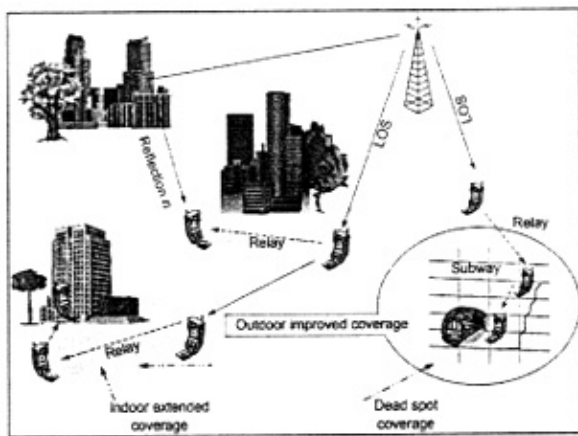 LOS
LOS
Reflection n
Relay
Relay
Subway
Outdoor improved coverage
Relay
Indoor extended
coverage
Dead spot
coverage